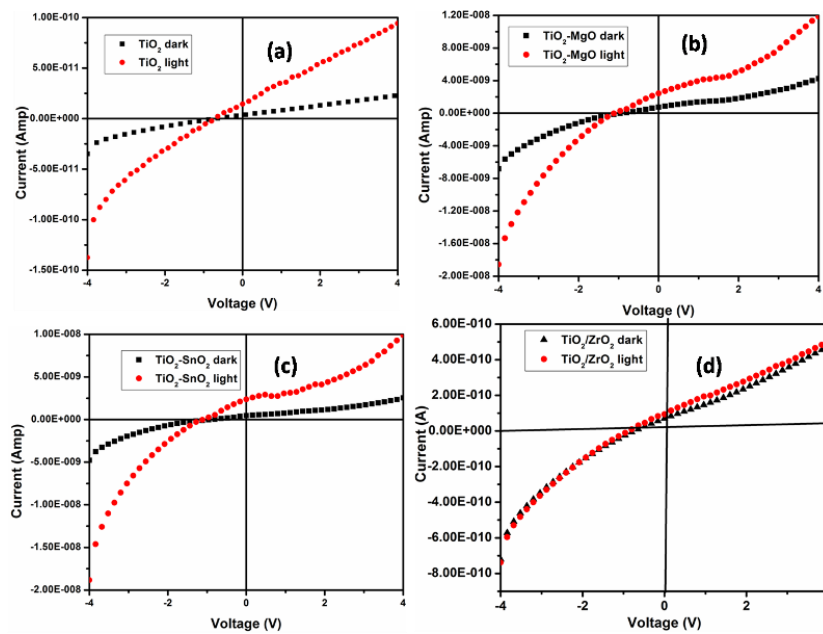 1.00E-010
TiO2 dark
TiO2 light
(a)
5.00E-011
0.00E+000
-5.00E-011
-1.00E-010
-1.50E-010
Current (Amp)
-4 -2 0 2 4
Voltage (V)
1.20E-008
TiO2-MgO dark
TiO2-MgO light
(b)
8.00E-009
4.00E-009
0.00E+000
-4.00E-009
-8.00E-009
-1.20E-008
-1.60E-008
-2.00E-008
Current (Amp)
-4 -2 0 2 4
Voltage (V)
1.00E-008
TiO2-SnO2 dark
TiO2-SnO2 light
(c)
5.00E-009
0.00E+000
-5.00E-009
-1.00E-008
-1.50E-008
-2.00E-008
Current (Amp)
-4 -2 0 2 4
Voltage (V)
6.00E-010
TiO2/ZrO2 dark
TiO2/ZrO2 light
(d)
4.00E-010
2.00E-010
0.00E+000
-2.00E-010
-4.00E-010
-6.00E-010
-8.00E-010
Current (A)
-4 -2 0 2
Voltage (V)